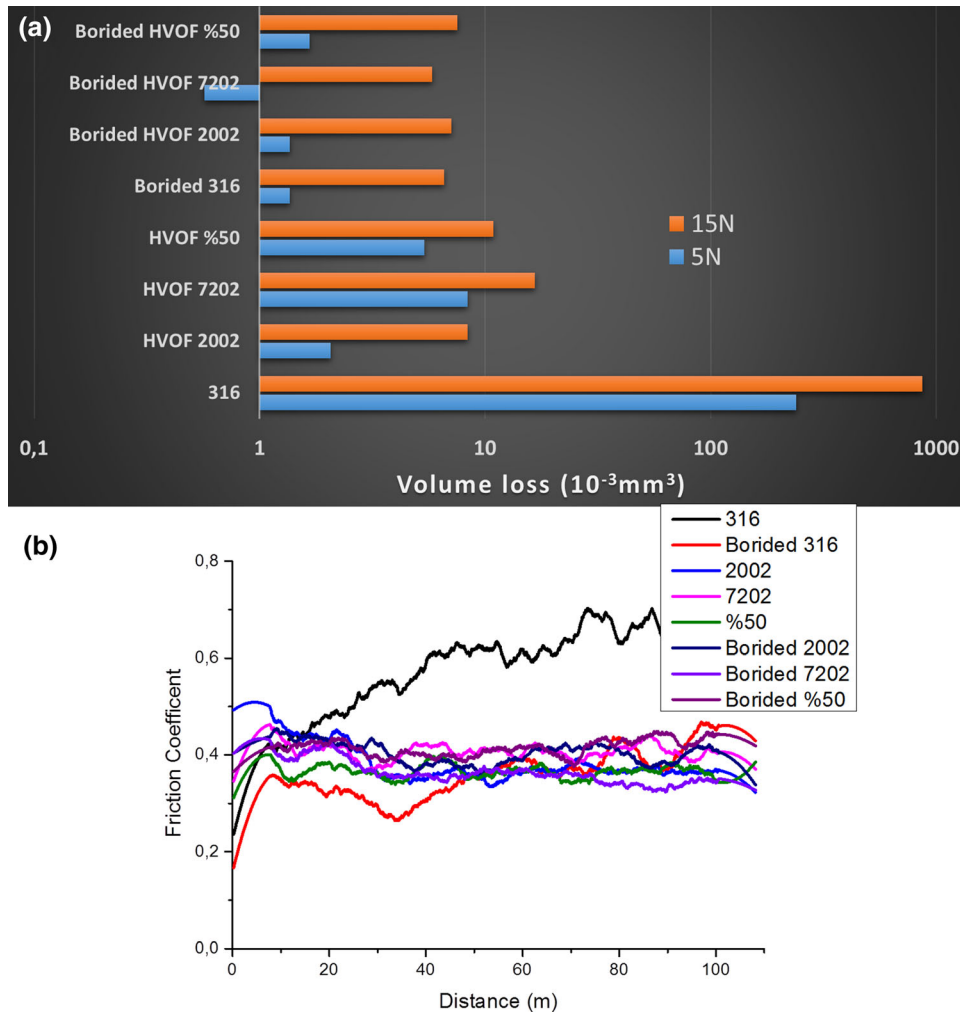 (a)
Borided HVOF %50
Borided HVOF 7202
Borided HVOF 2002
Borided 316
HVOF %50
HVOF 7202
HVOF 2002
316
15N
5N
0,1 1 10 100 1000
Volume loss (10⁻³mm³)
(b)
316
Borided 316
2002
7202
%50
Borided 2002
Borided 7202
Borided %50
0,8
0,6
0,4
0,2
0,0
Friction Coefficent
0 20 40 60 80 100
Distance (m)